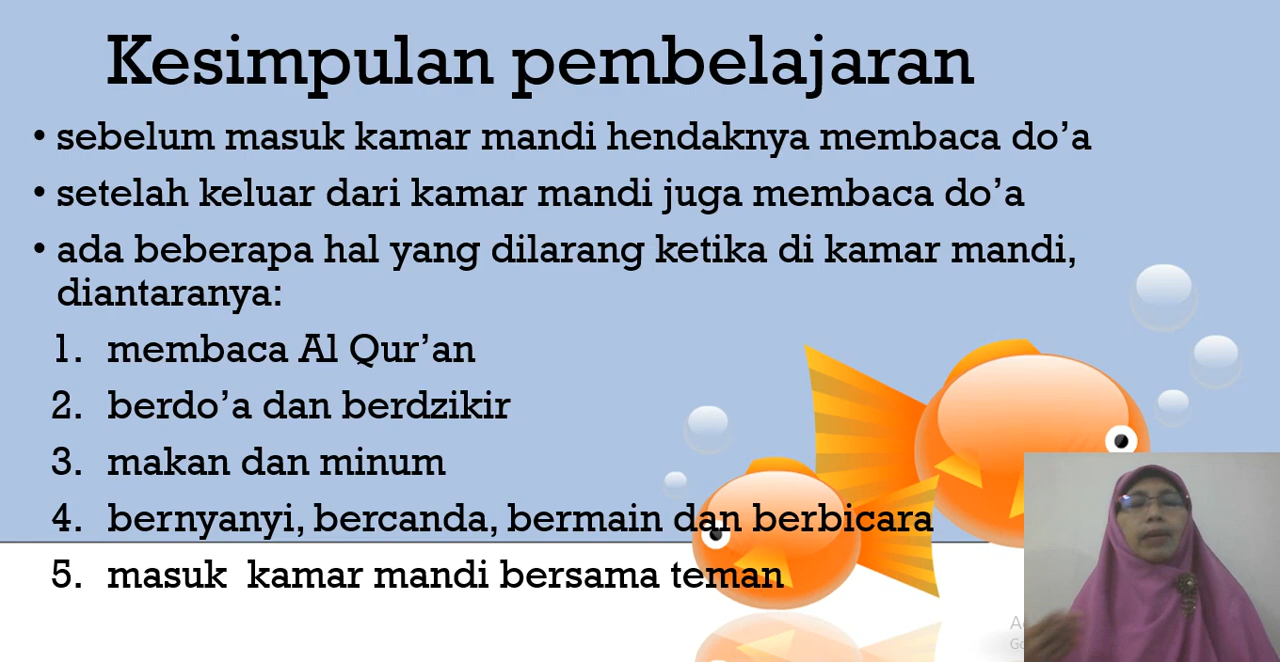 Kesimpulan pembelajaran
• sebelum masuk kamar mandi hendaknya membaca do’a
• setelah keluar dari kamar mandi juga membaca do’a
• ada beberapa hal yang dilarang ketika di kamar mandi,
diantaranya:
1. membaca Al Qur’an
2. berdo’a dan berdzikir
3. makan dan minum
4. bernyanyi, bercanda, bermain dan berbicara
5. masuk kamar mandi bersama teman